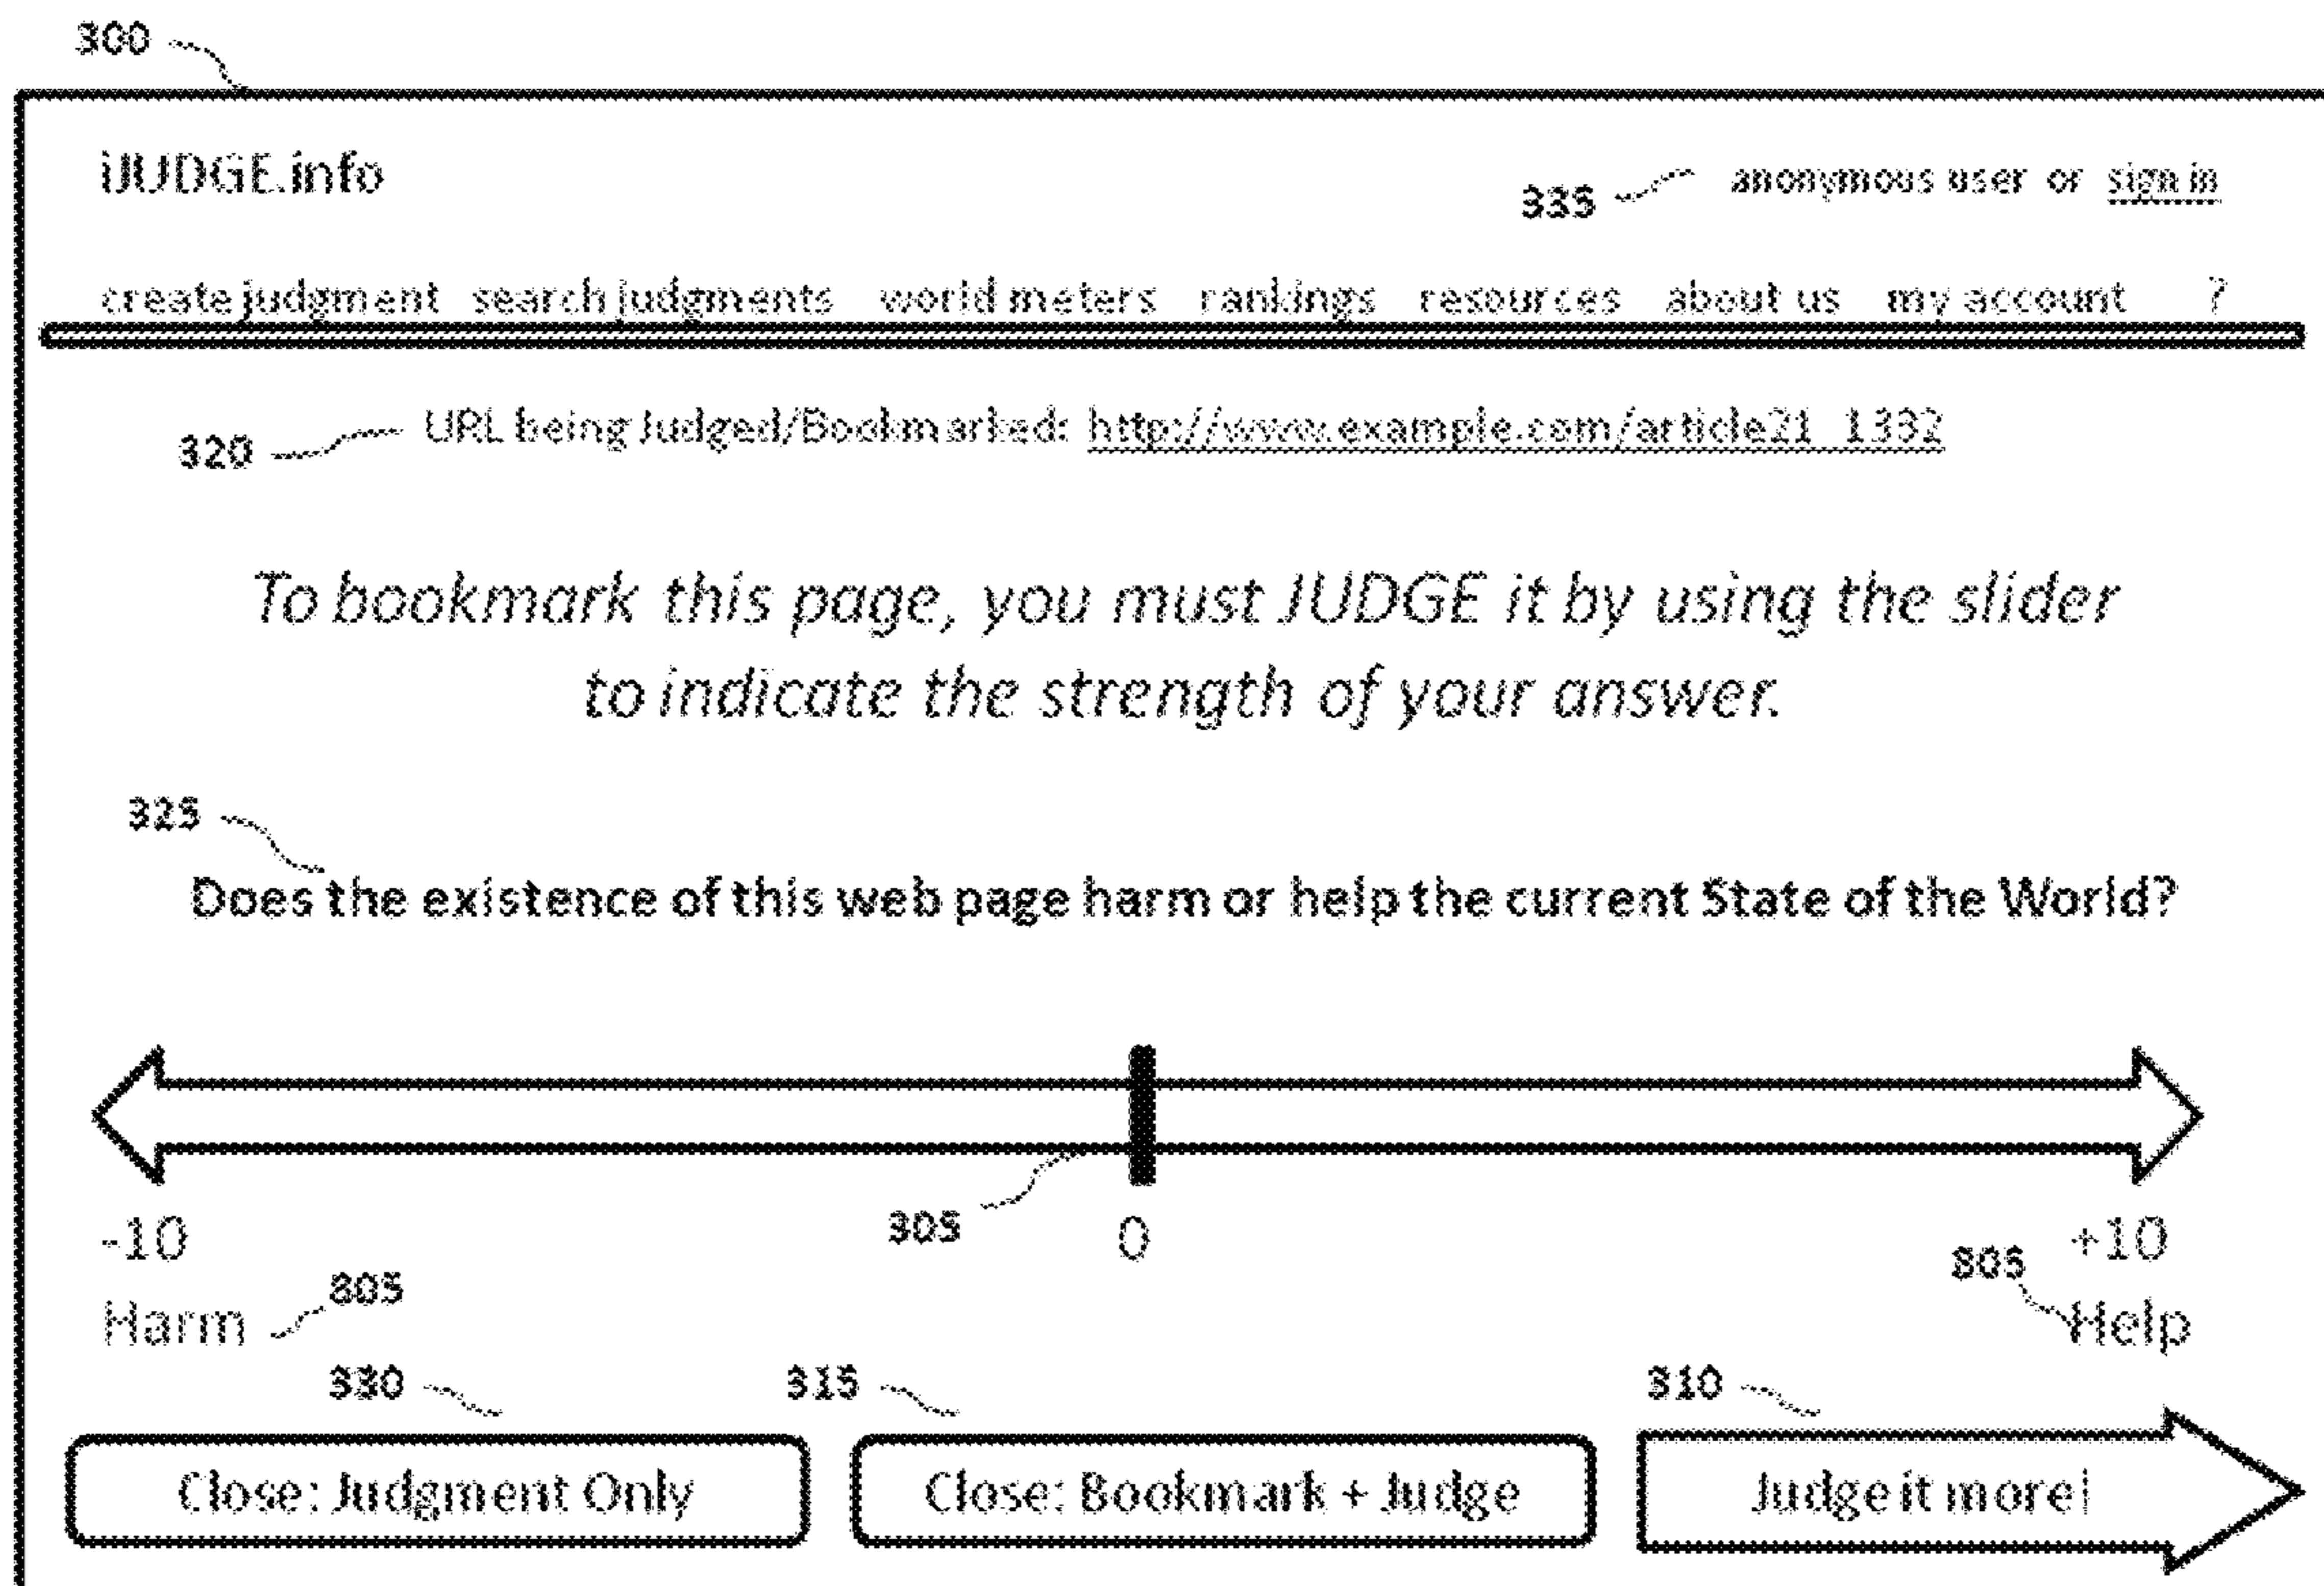 300
iJUDGE.info
335 anonymous user or sign in
create judgment search judgments world meters rankings resources about us my account ?
320 URL being Judged/Bookmarked: http://www.example.com/article21_1332
To bookmark this page, you must JUDGE it by using the slider
to indicate the strength of your answer.
325
Does the existence of this web page harm or help the current State of the World?
-10 305 0 +10
Harm 805 805 Help
330 315 310
Close: Judgment Only Close: Bookmark + Judge Judge it more!